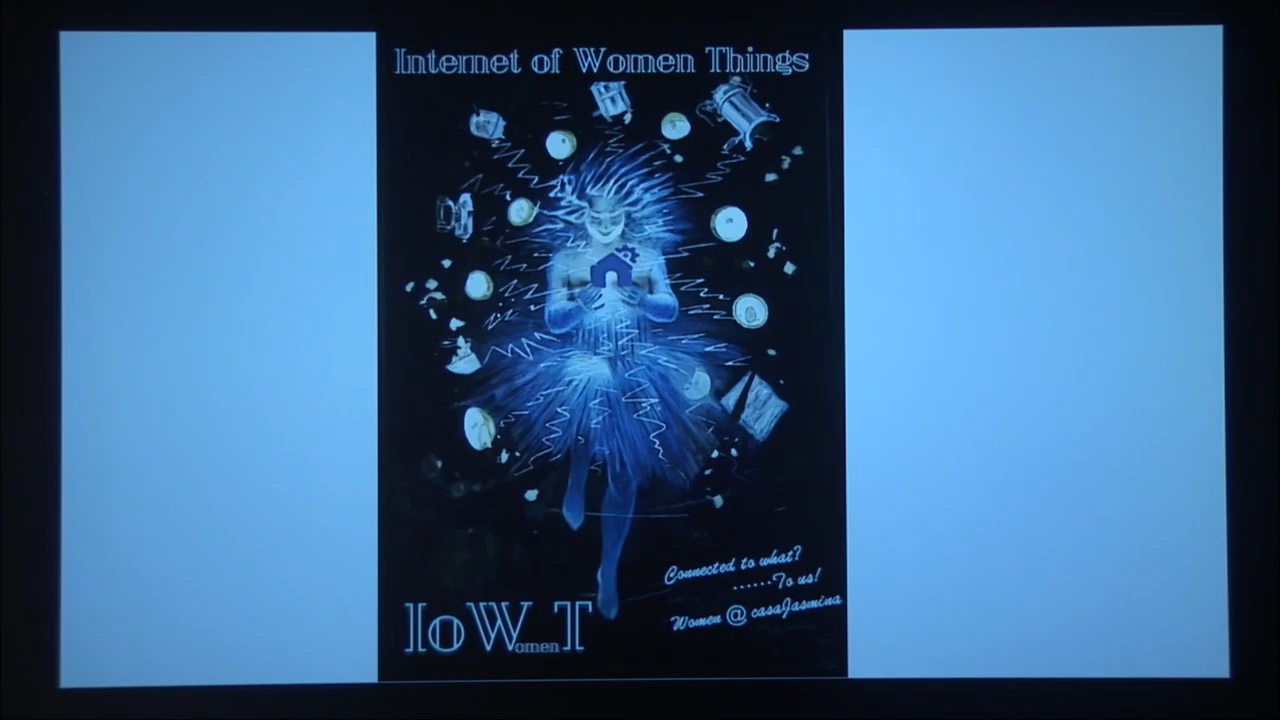 Internet of Women Things
Connected to what?
......To us!
Women @ casaJasmina
IoWomenT